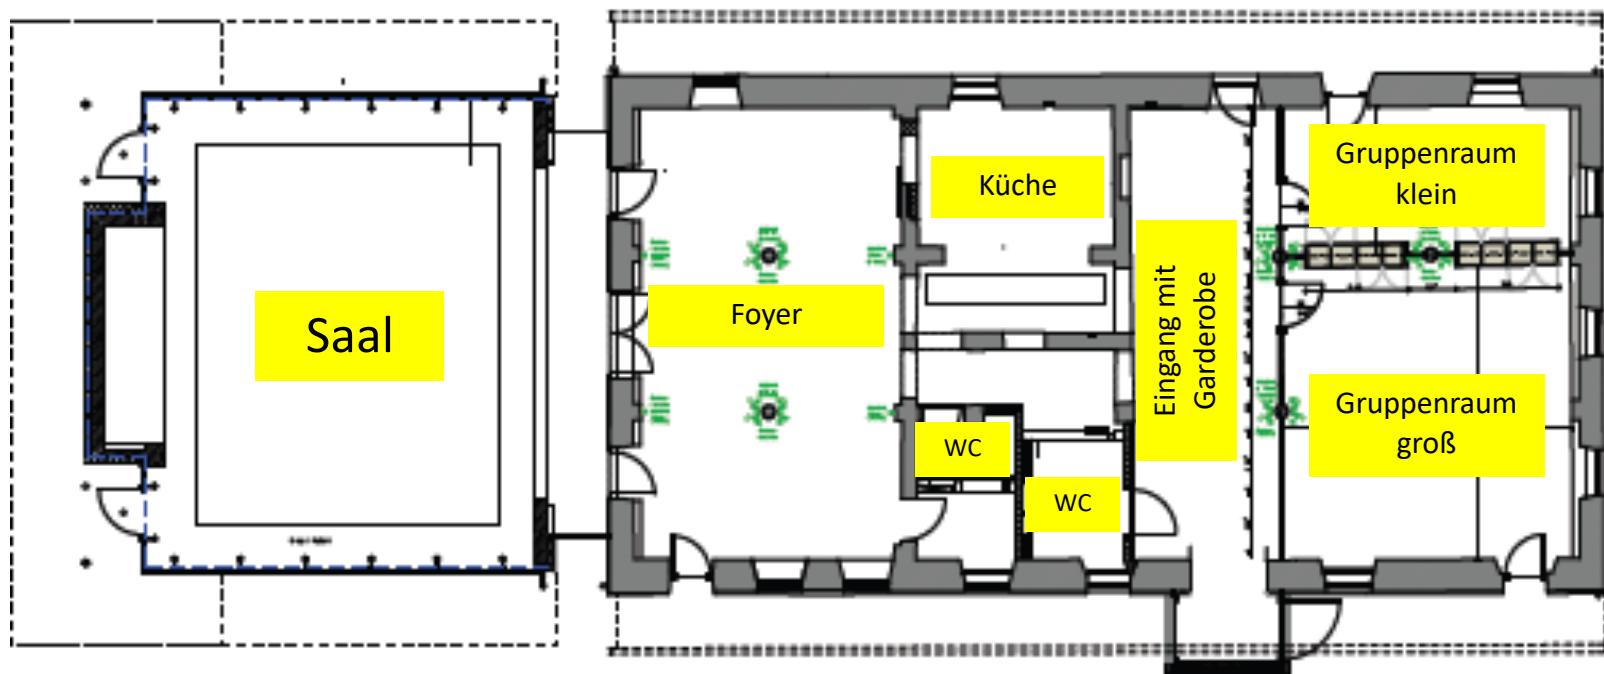 Saal
Foyer
Küche
WC
WC
Eingang mit
Garderobe
Gruppenraum
klein
Gruppenraum
groß